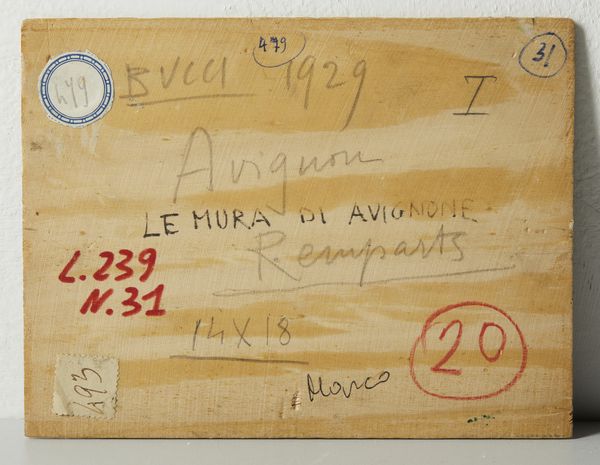 479
31
479
BUCCI 1929
I
Avignon
LE MURA DI AVIGNONE
Remparts
L.239
N.31
14X18
20
493
Marco